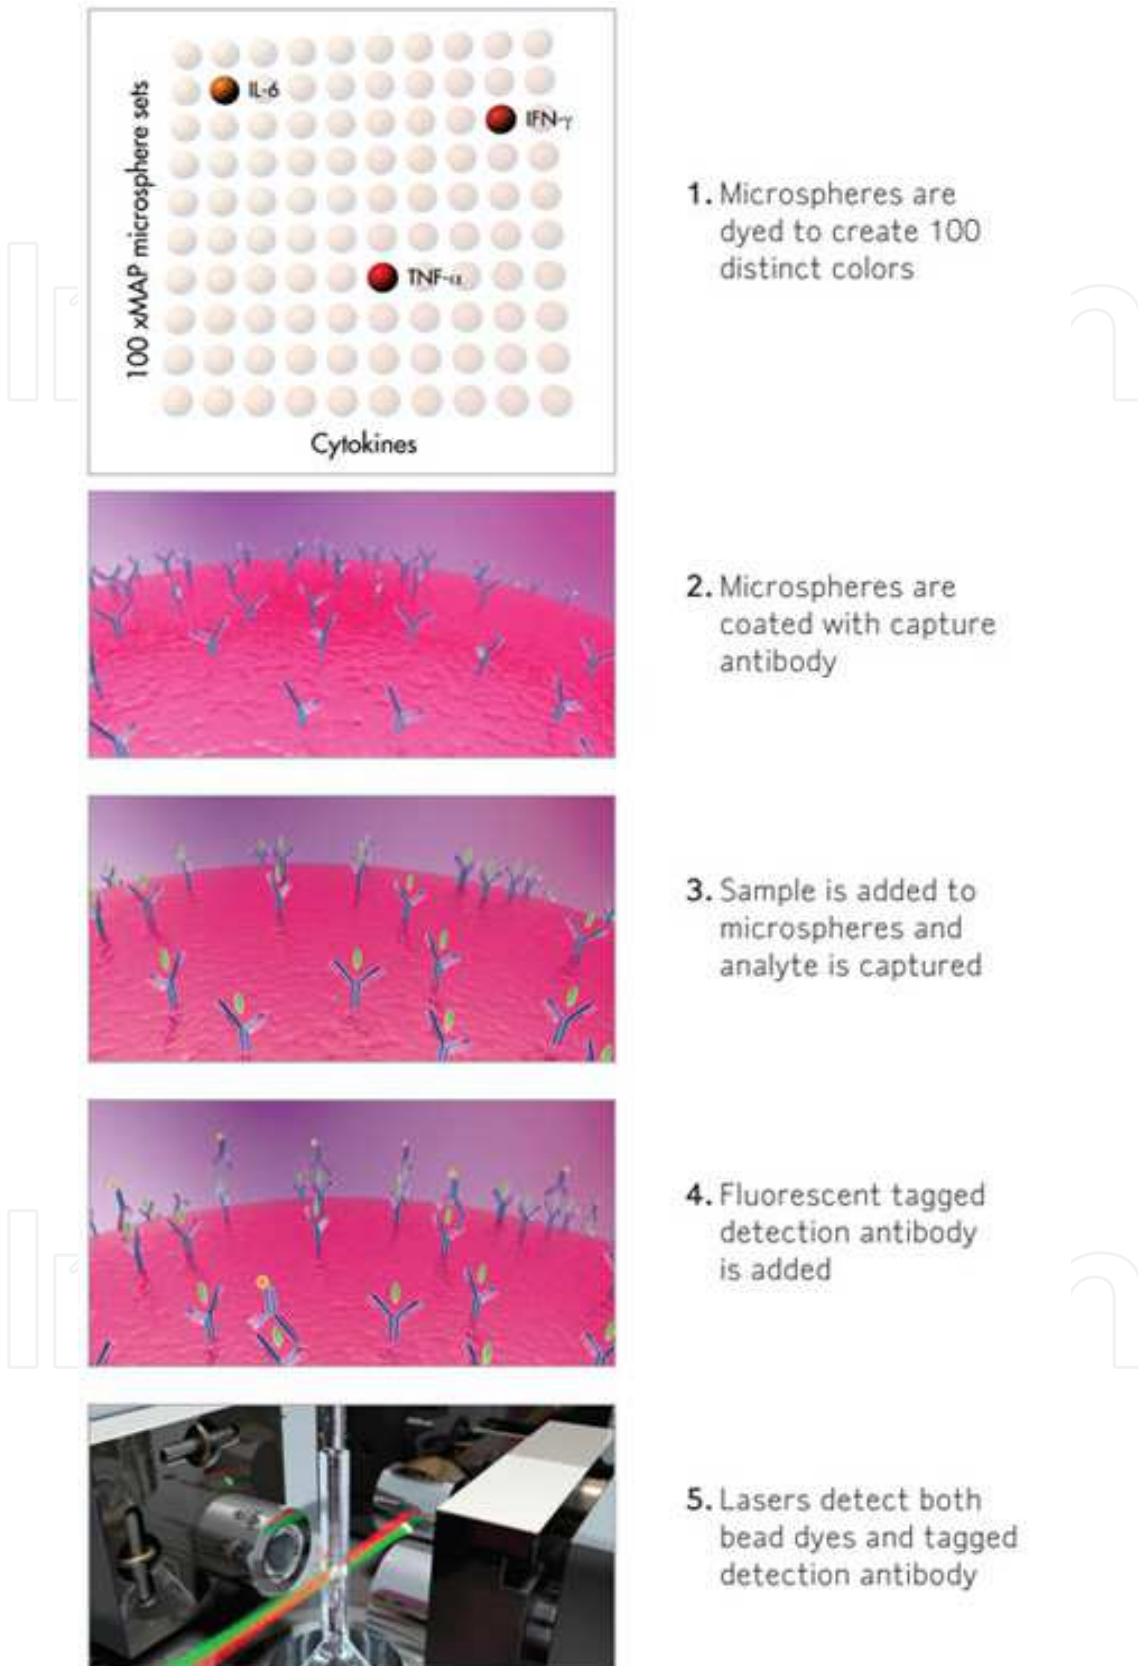 100 xMAP microsphere sets
IL-6
IFN-γ
TNF-α
Cytokines
1. Microspheres are
dyed to create 100
distinct colors
2. Microspheres are
coated with capture
antibody
3. Sample is added to
microspheres and
analyte is captured
4. Fluorescent tagged
detection antibody
is added
5. Lasers detect both
bead dyes and tagged
detection antibody